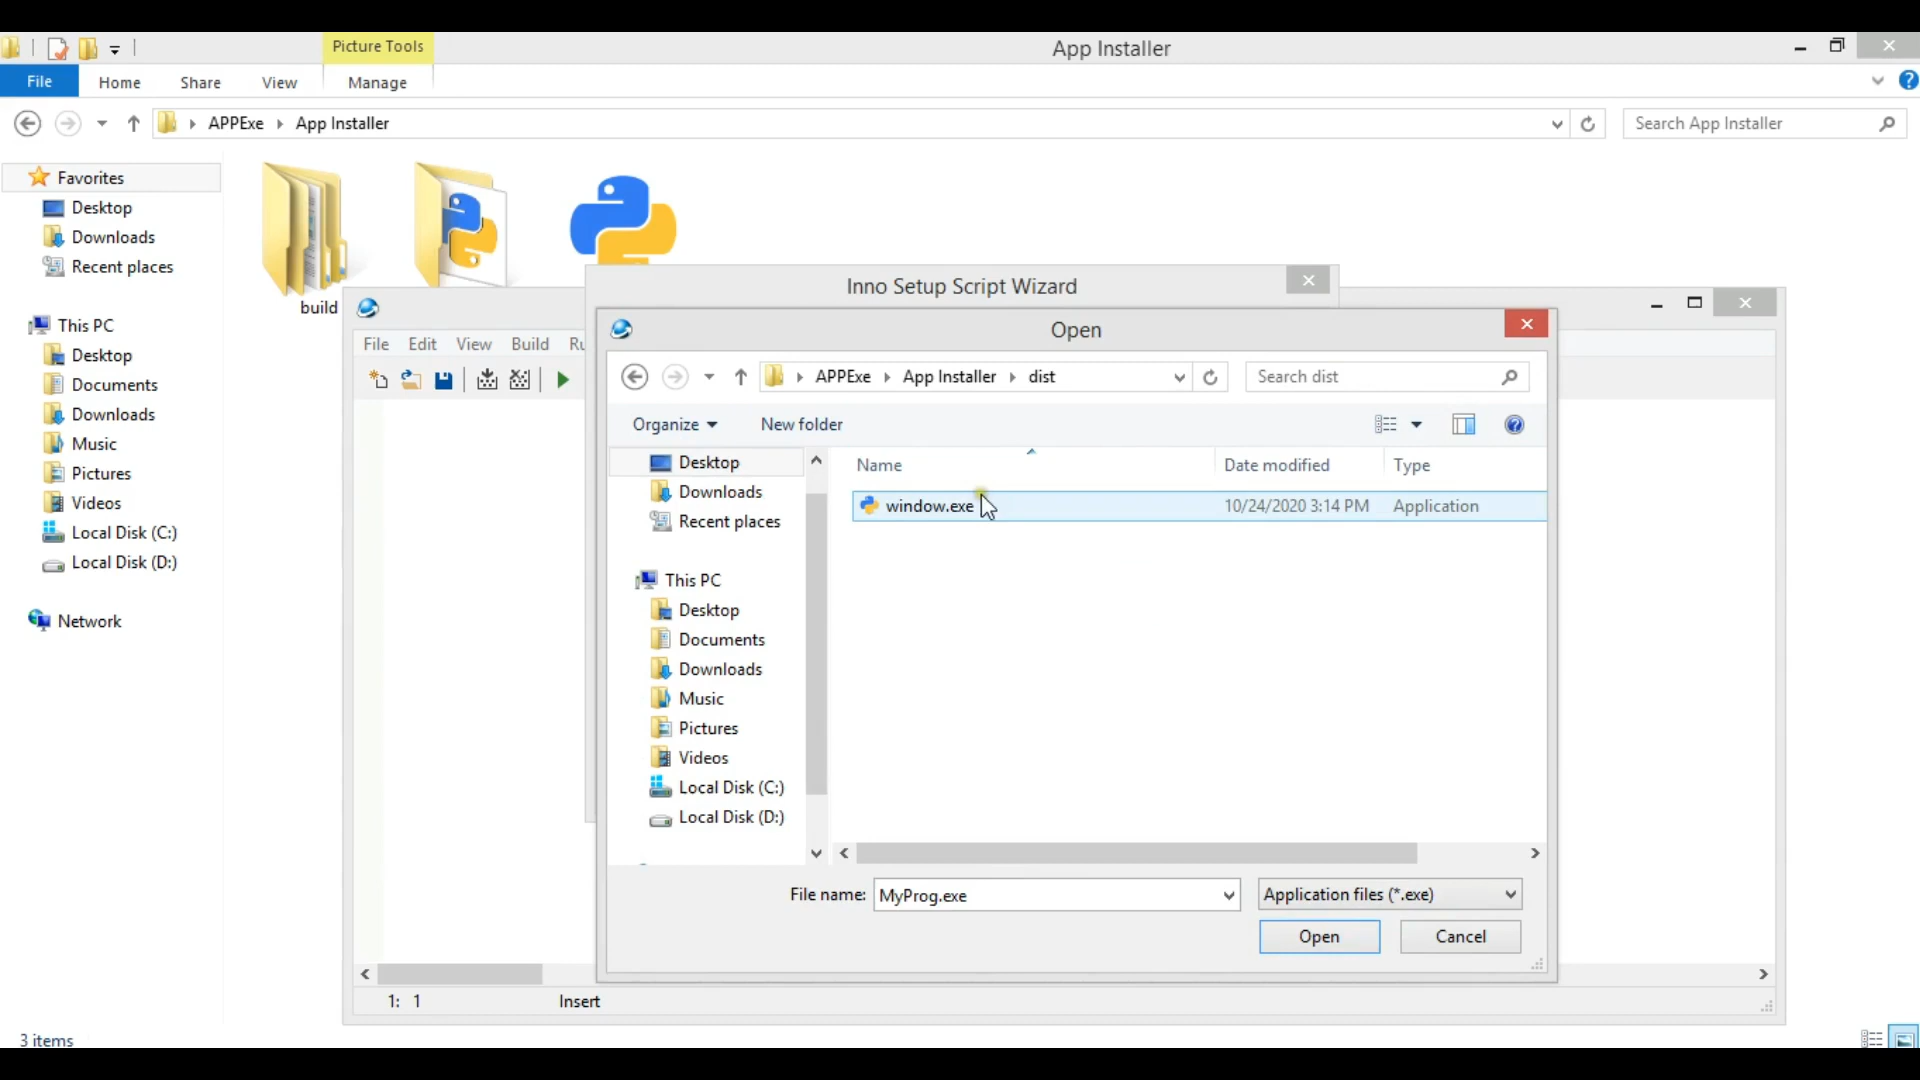 Picture Tools
App Installer
File
Home
Share
View
Manage
APPExe
App Installer
Search App Installer
Favorites
Desktop
Downloads
Recent places
This PC
Desktop
Documents
Downloads
Music
Pictures
Videos
Local Disk (C:)
Local Disk (D:)
Network
build
3 items
Inno Setup Script Wizard
File
Edit
View
Build
1: 1
Insert
Open
APPExe
App Installer
dist
Search dist
Organize
New folder
Desktop
Downloads
Recent places
This PC
Desktop
Documents
Downloads
Music
Pictures
Videos
Local Disk (C:)
Local Disk (D:)
Name
Date modified
Type
window.exe
10/24/2020 3:14 PM
Application
File name:
MyProg.exe
Application files (*.exe)
Open
Cancel